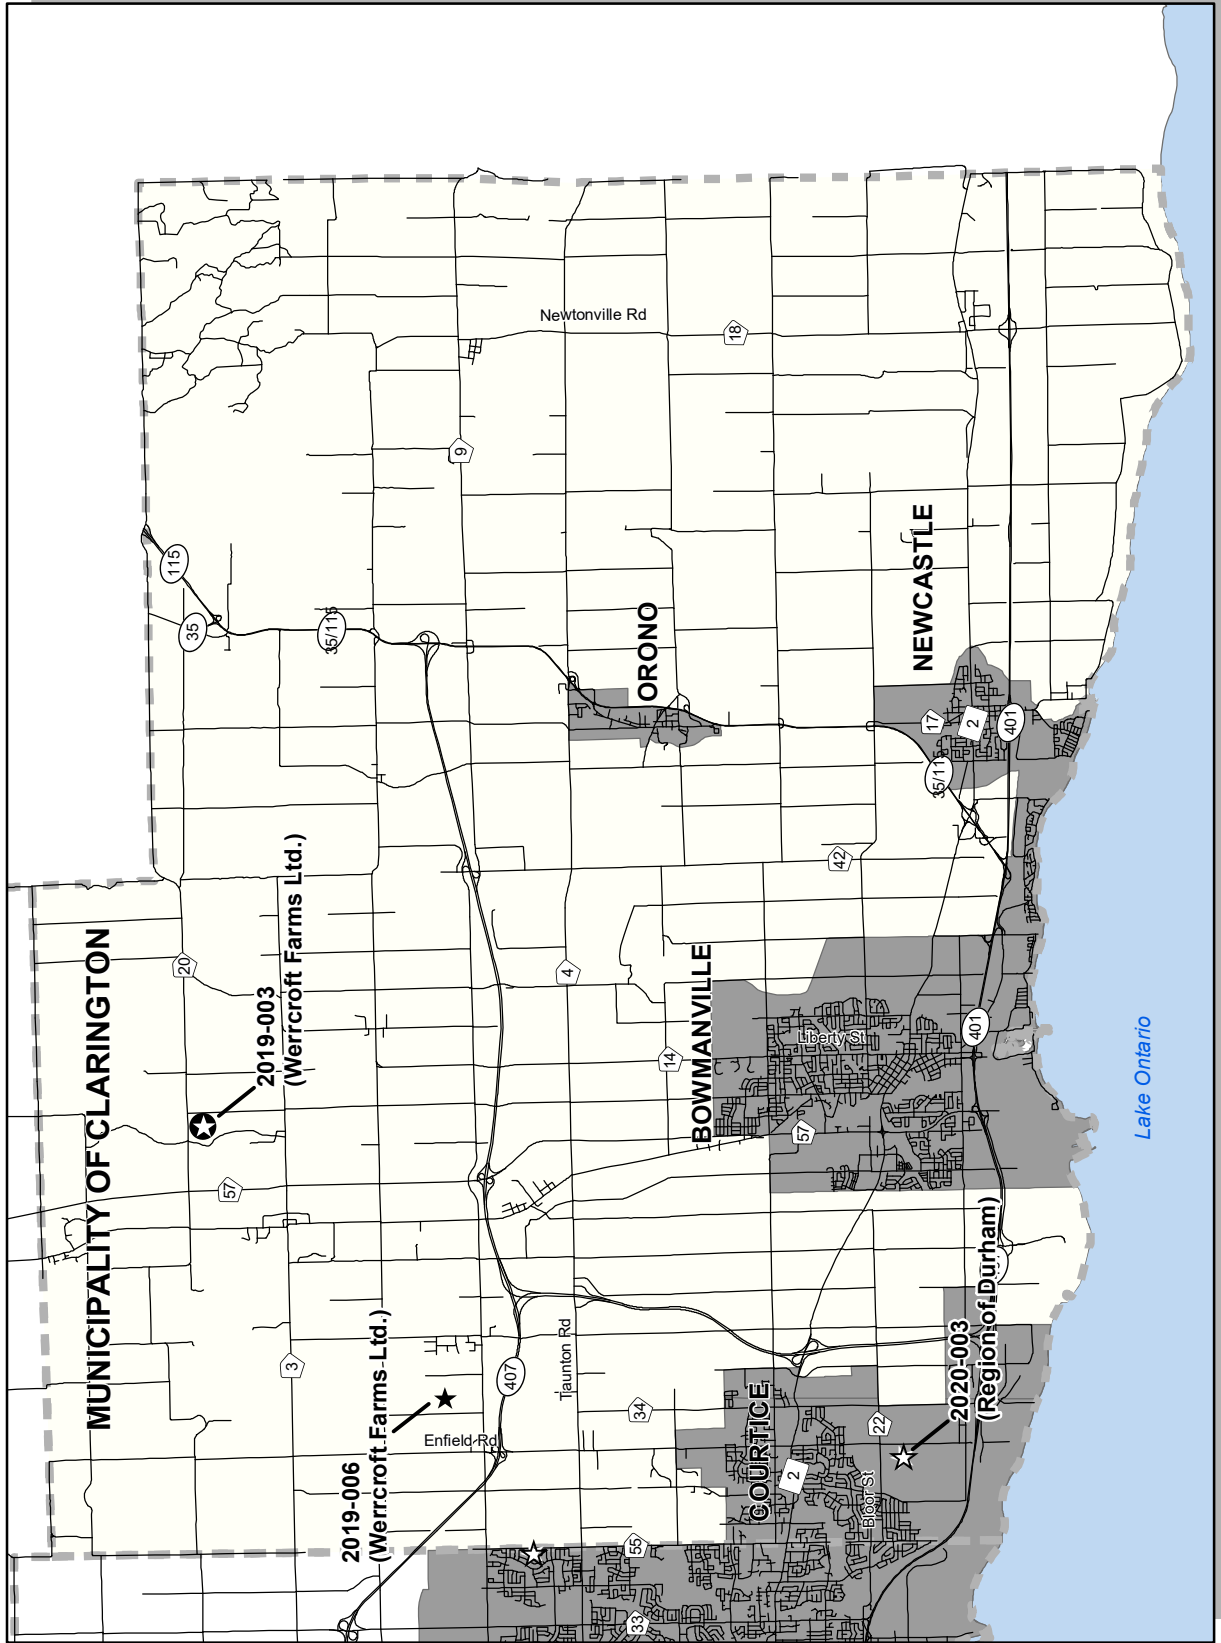 MUNICIPALITY OF CLARINGTON
2019-003
(Werrcroft Farms Ltd.)
2019-006
(Werrcroft Farms Ltd.)
2020-003
(Region of Durham)
ORONO
NEWCASTLE
BOWMANVILLE
COURTICE
Newtonville Rd
Liberty St
Taunton Rd
Enfield Rd
Bloor St
Lake Ontario
115
35
35/115
9
18
17
2
401
35/115
42
20
4
14
57
401
57
3
407
34
22
2
55
33